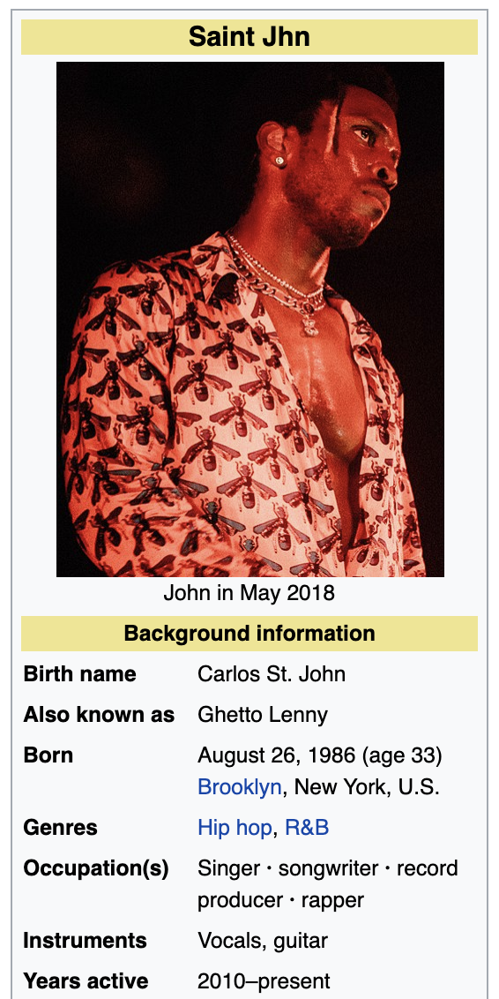 Saint Jhn
John in May 2018
Background information
Birth name Carlos St. John
Also known as Ghetto Lenny
Born August 26, 1986 (age 33)
Brooklyn, New York, U.S.
Genres Hip hop, R&B
Occupation(s) Singer · songwriter · record
producer · rapper
Instruments Vocals, guitar
Years active 2010–present